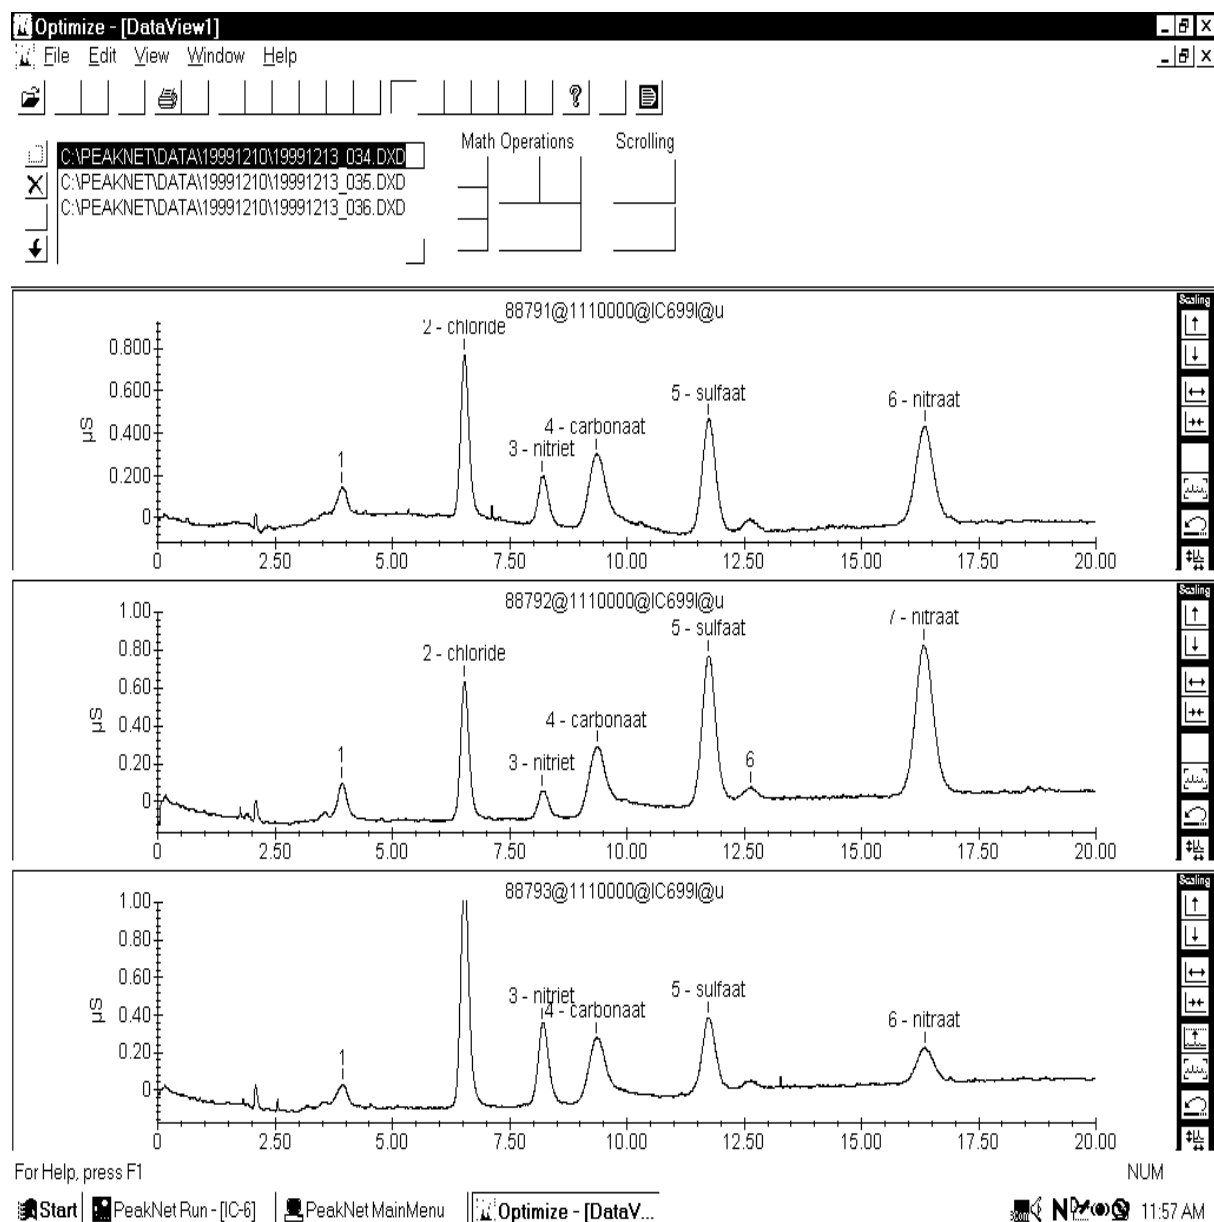 Optimize - [DataView1]
File Edit View Window Help
Math Operations Scrolling
C:\PEAKNET\DATA\19991210\19991213_034.DXD
C:\PEAKNET\DATA\19991210\19991213_035.DXD
C:\PEAKNET\DATA\19991210\19991213_036.DXD
88791@1110000@IC699I@u
Scaling
2 - chloride
0.800
0.600
5 - sulfaat
6 - nitraat
µS
0.400
4 - carbonaat
3 - nitriet
1
0.200
0
0 2.50 5.00 7.50 10.00 12.50 15.00 17.50 20.00
88792@1110000@IC699I@u
Scaling
1.00
5 - sulfaat
7 - nitraat
0.80
2 - chloride
0.60
µS
0.40
4 - carbonaat
0.20
1
3 - nitriet
6
0
0 2.50 5.00 7.50 10.00 12.50 15.00 17.50 20.00
88793@1110000@IC699I@u
Scaling
1.00
0.80
0.60
3 - nitriet
5 - sulfaat
µS
0.40
4 - carbonaat
6 - nitraat
0.20
1
0
0 2.50 5.00 7.50 10.00 12.50 15.00 17.50 20.00
For Help, press F1 NUM
Start PeakNet Run - [IC-6] PeakNet MainMenu Optimize - [DataV... 11:57 AM